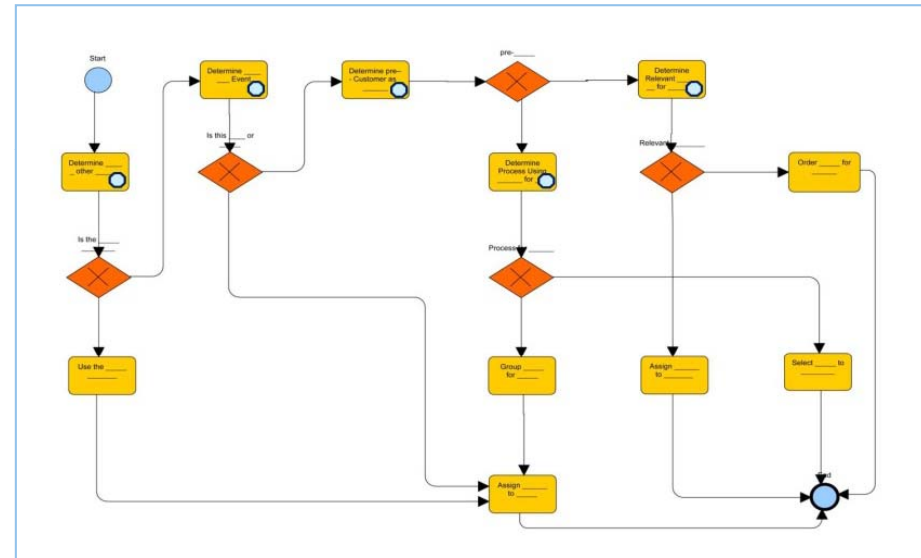 Start
Determine ____
_ other ____
Is the _____
________
Use the _____
_______
Determine ____
___ Event
Is this ____ or
Determine pre--
- Customer as
______
pre-_____
Determine
Process Using
______ for
Process
Group _____
for _____
Assign ______
to _____
Determine
Relevant ____
__ for
Relevant
Order _____ for
______
Assign ______
to _______
Select _____ to
________
End